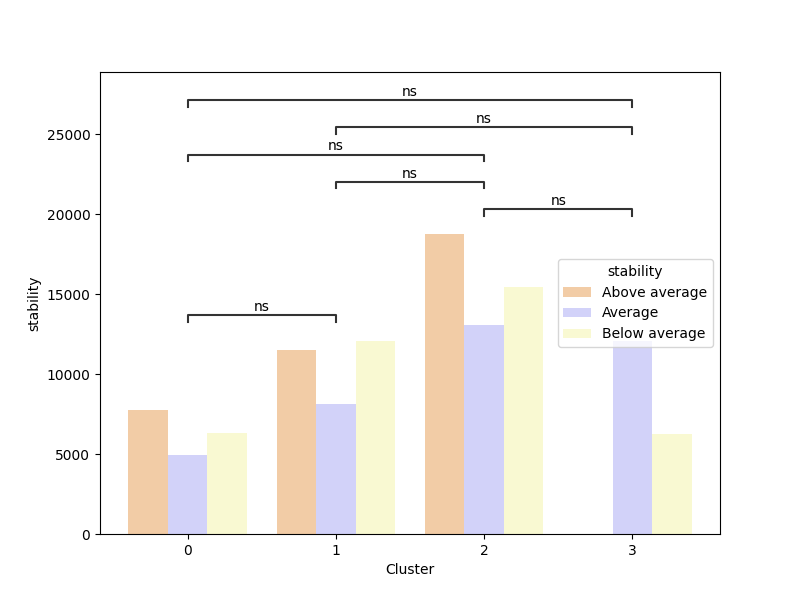 ns
ns
ns
ns
ns
ns
25000
20000
15000
10000
5000
0
stability
stability
Above average
Average
Below average
0 1 2 3
Cluster